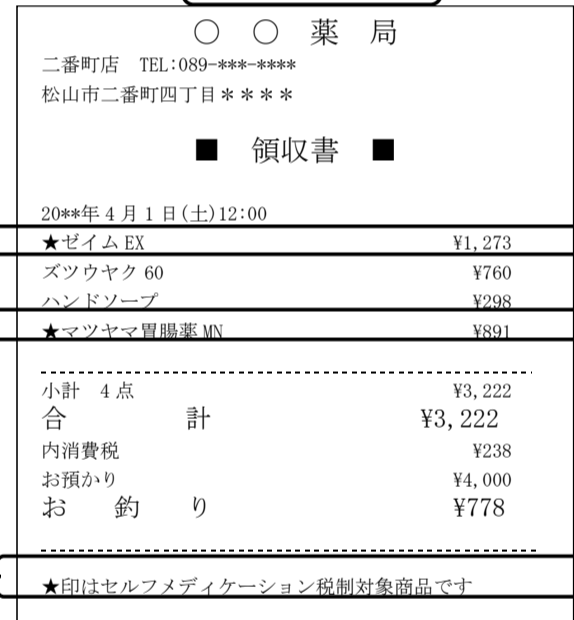 ○ ○ 薬 局
二番町店 TEL:089-***-****
松山市二番町四丁目＊＊＊＊
■ 領収書 ■
20**年4月1日(土)12:00
★ゼイムEX ¥1,273
ズツウヤク60 ¥760
ハンドソープ ¥298
★マツヤマ胃腸薬MN ¥891
小計 4点 ¥3,222
合 計 ¥3,222
内消費税 ¥238
お預かり ¥4,000
お 釣 り ¥778
★印はセルフメディケーション税制対象商品です